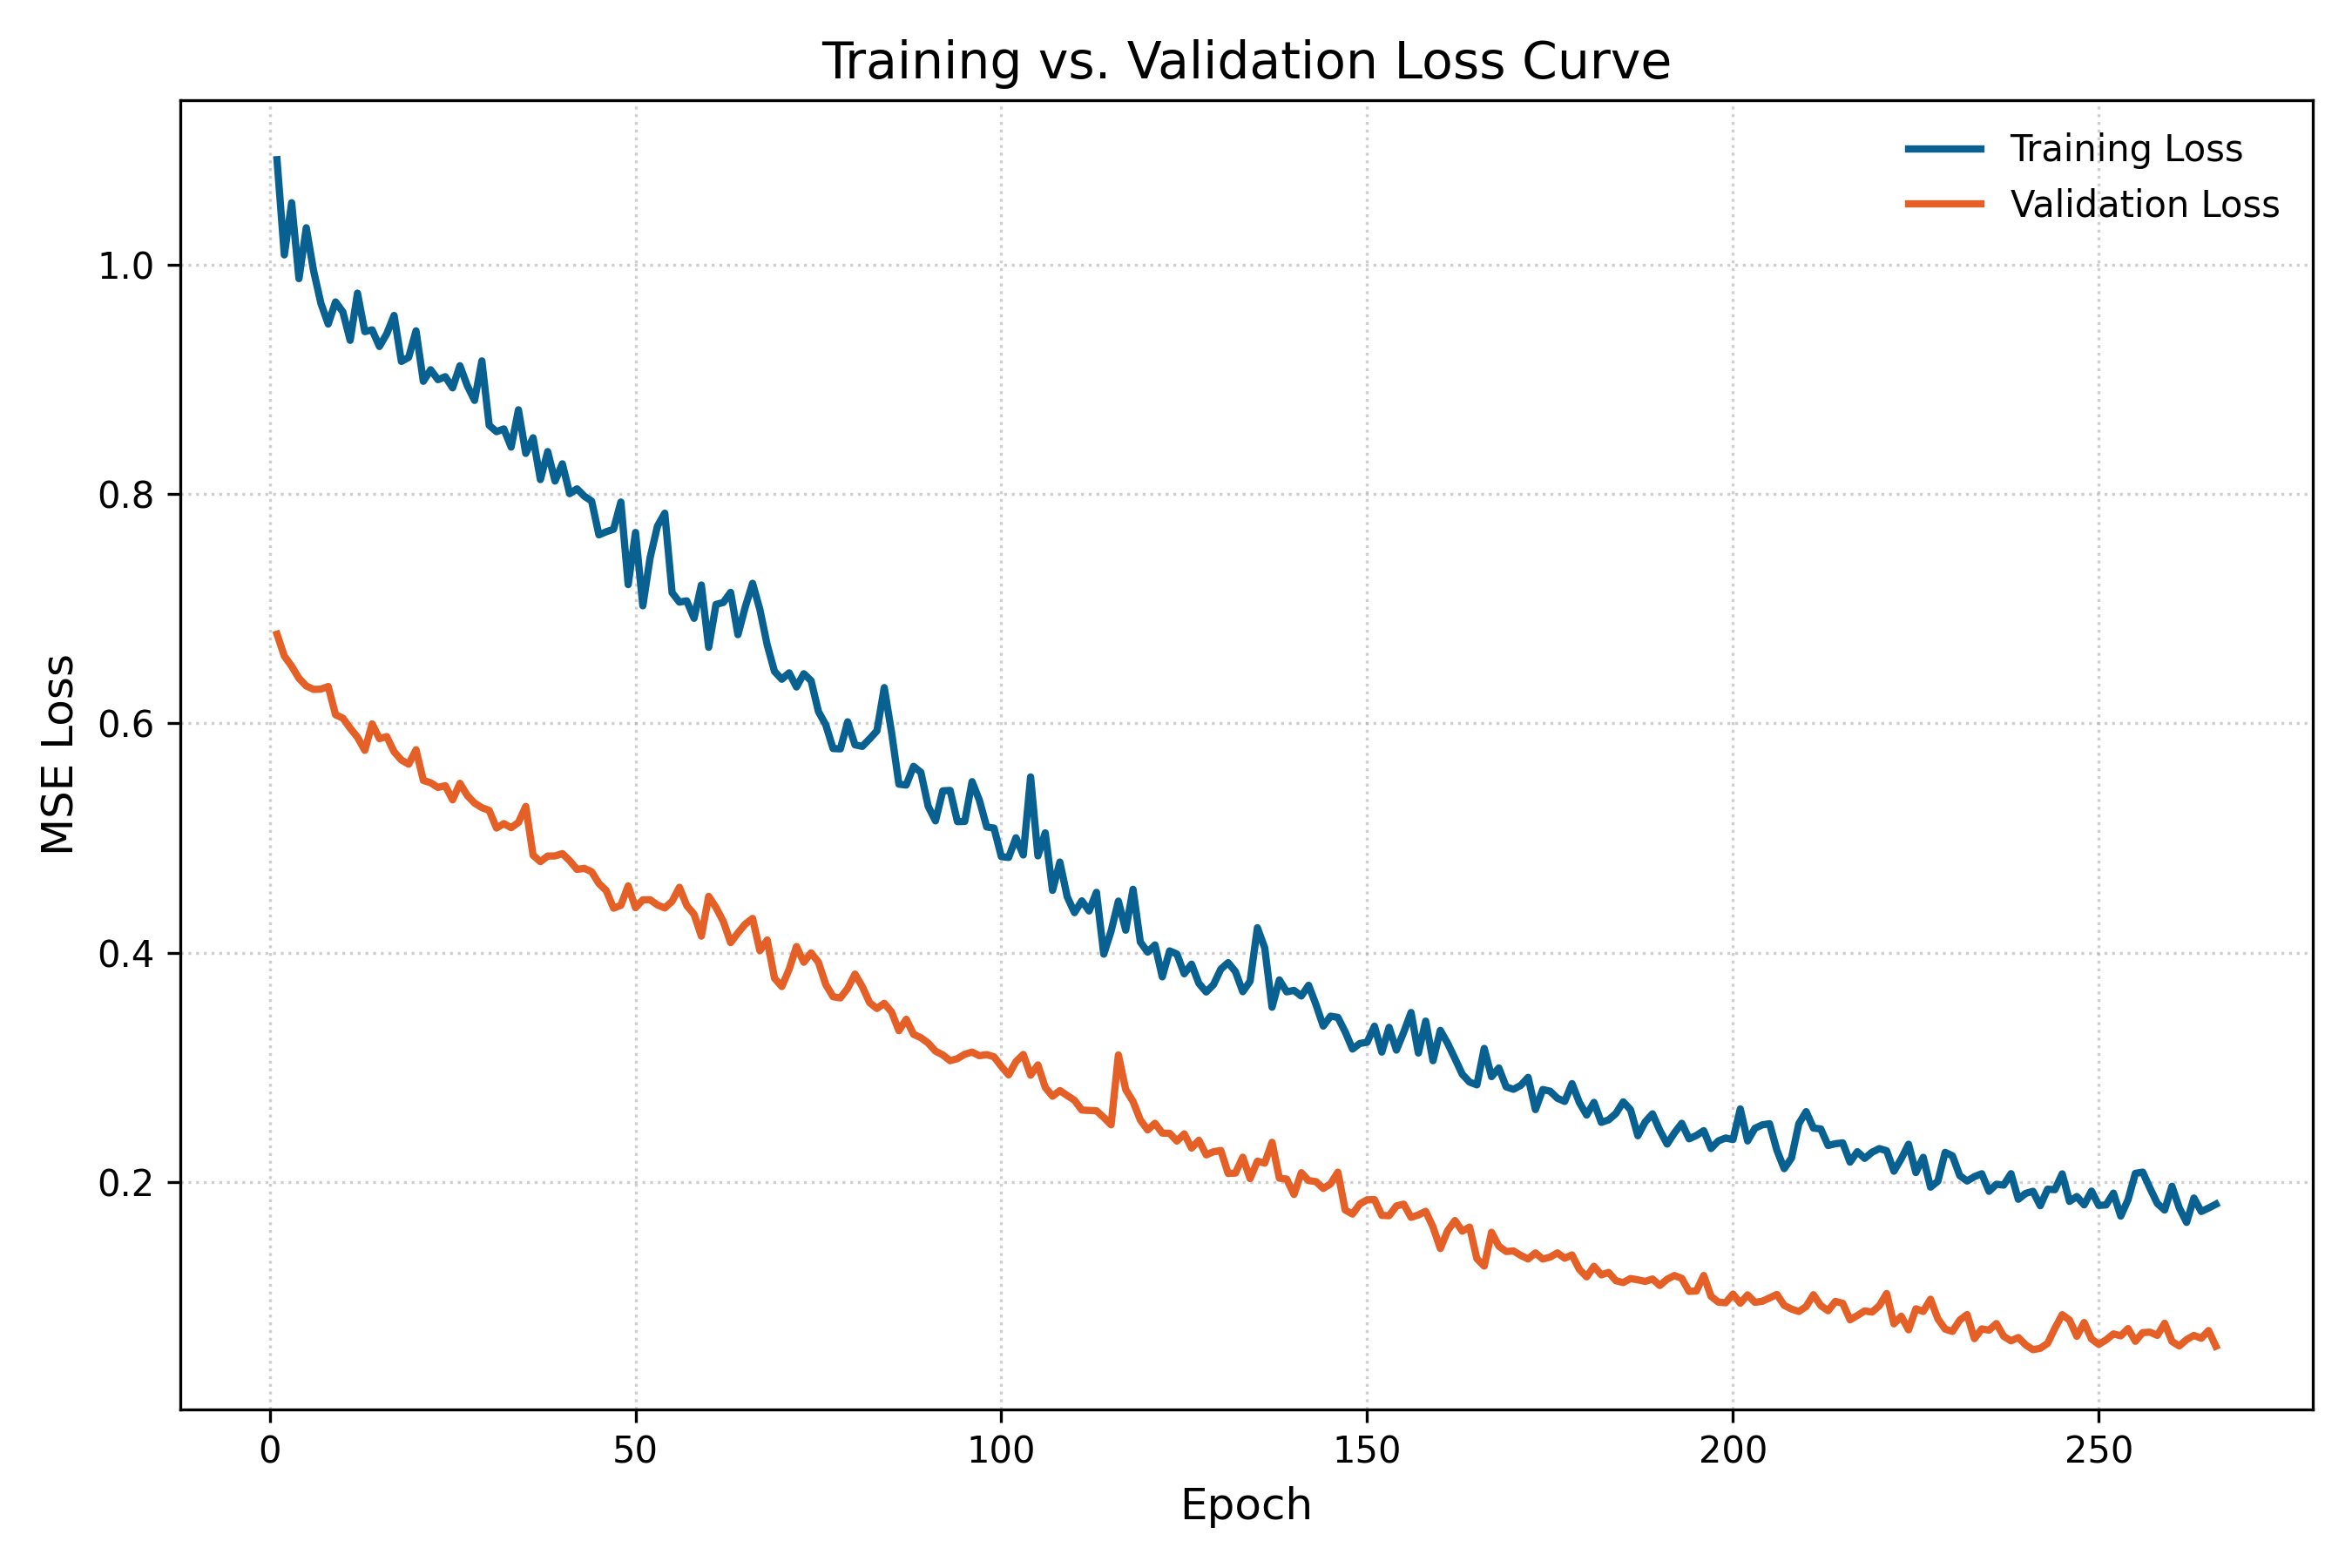 Training vs. Validation Loss Curve
Training Loss
Validation Loss
1.0
0.8
0.6
0.4
0.2
MSE Loss
0 50 100 150 200 250
Epoch